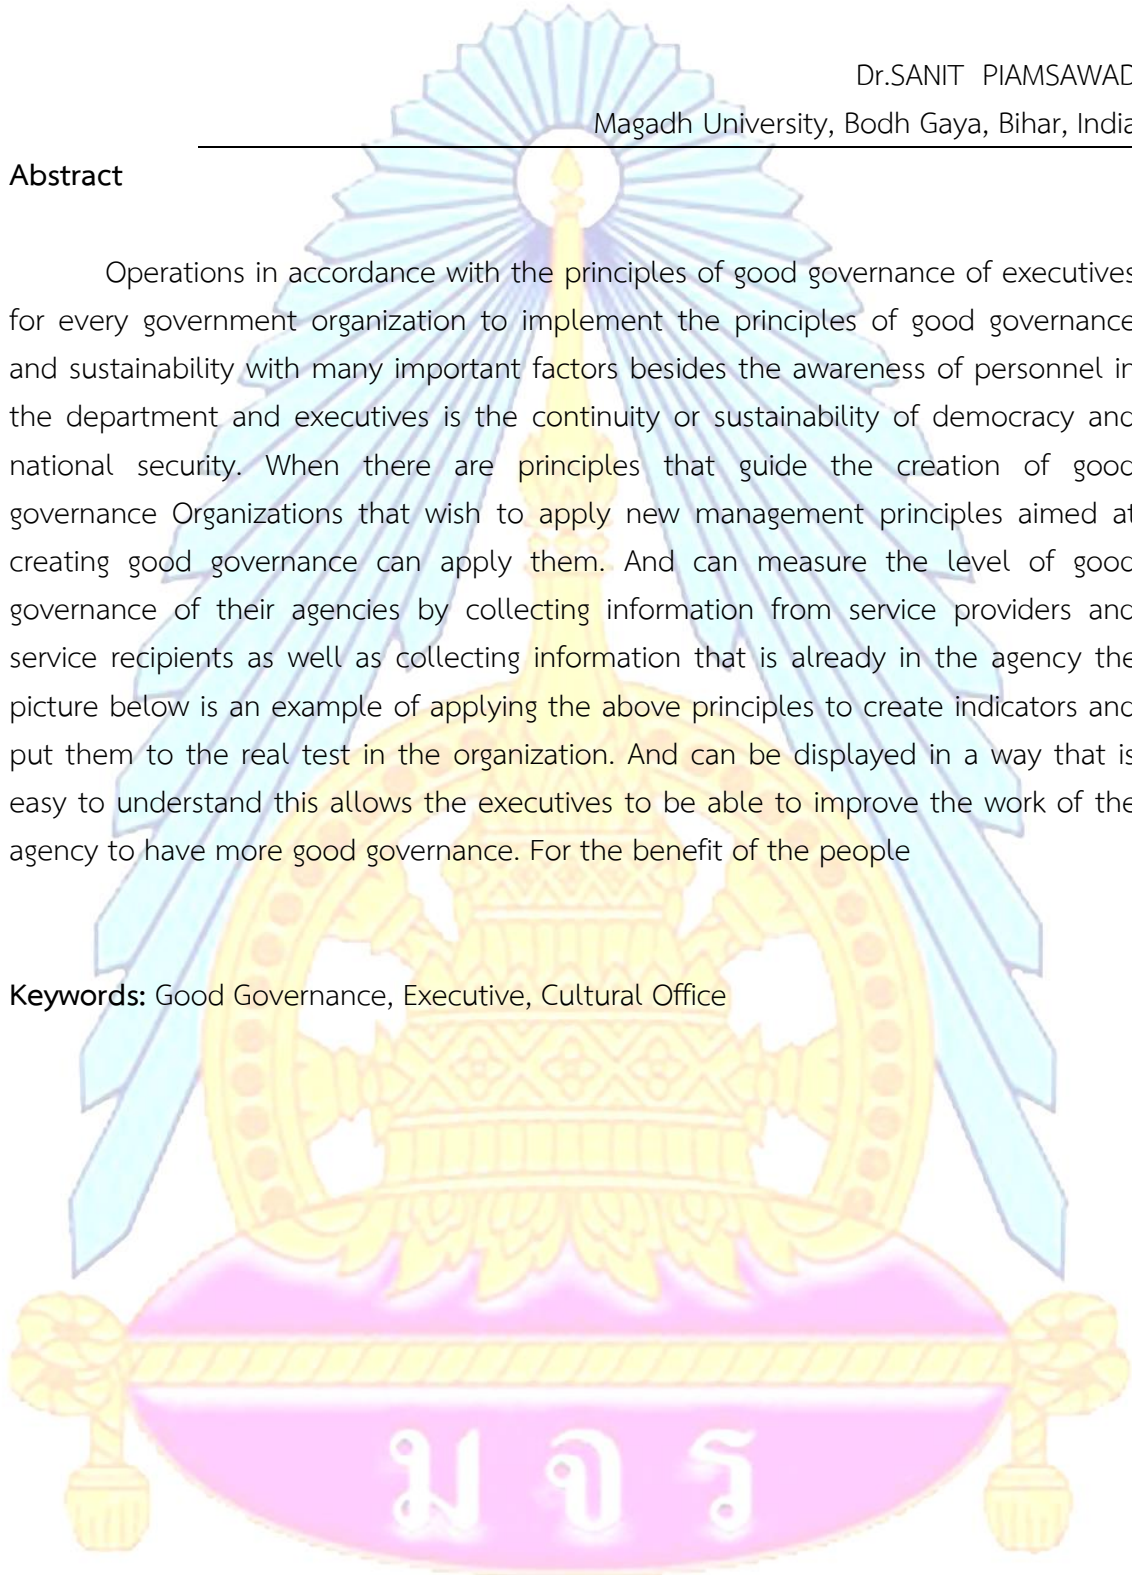 Dr.SANIT PIAMSAWAD
Magadh University, Bodh Gaya, Bihar, India
Abstract
Operations in accordance with the principles of good governance of executives
for every government organization to implement the principles of good governance
and sustainability with many important factors besides the awareness of personnel in
the department and executives is the continuity or sustainability of democracy and
national security. When there are principles that guide the creation of good
governance Organizations that wish to apply new management principles aimed at
creating good governance can apply them. And can measure the level of good
governance of their agencies by collecting information from service providers and
service recipients as well as collecting information that is already in the agency the
picture below is an example of applying the above principles to create indicators and
put them to the real test in the organization. And can be displayed in a way that is
easy to understand this allows the executives to be able to improve the work of the
agency to have more good governance. For the benefit of the people
Keywords: Good Governance, Executive, Cultural Office
ม จ ร